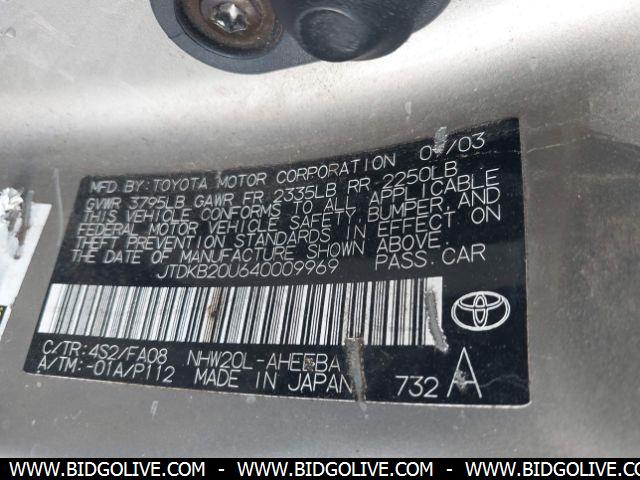 MFD. BY: TOYOTA MOTOR CORPORATION /03
GVWR 3795LB GAWR FR 2335LB RR 2250LB
THIS VEHICLE CONFORMS TO ALL APPLICABLE
FEDERAL MOTOR VEHICLE SAFETY, BUMPER, AND
THEFT PREVENTION STANDARDS IN EFFECT ON
THE DATE OF MANUFACTURE SHOWN ABOVE.
JTDKB20U640009969 PASS. CAR
C/TR: 4S2/FA08 NHW20L-AHEEBA
A/TM: -01A/P112 MADE IN JAPAN 732 A
WWW.BIDGOLIVE.COM - WWW.BIDGOLIVE.COM - WWW.BIDGOLIVE.COM